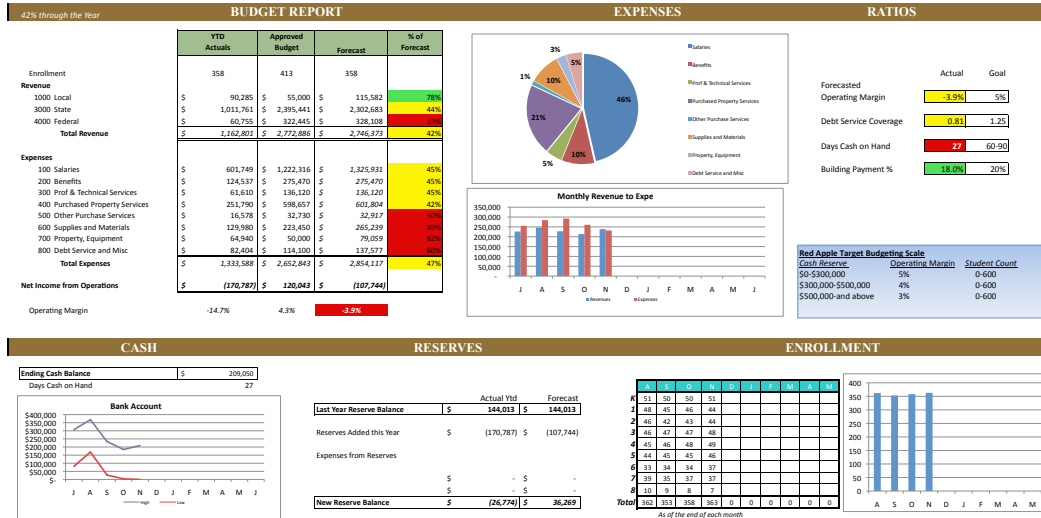 42% through the Year BUDGET REPORT EXPENSES RATIOS
YTD Actuals Approved Budget Forecast % of Forecast
Enrollment 358 413 358
Revenue
1000 Local $ 90,285 $ 55,000 $ 115,582 78%
3000 State $ 1,011,761 $ 2,395,441 $ 2,302,683 44%
4000 Federal $ 60,755 $ 322,445 $ 328,108 19%
Total Revenue $ 1,162,801 $ 2,772,886 $ 2,746,373 42%
Expenses
100 Salaries $ 601,749 $ 1,222,316 $ 1,325,931 45%
200 Benefits $ 124,537 $ 275,470 $ 275,470 45%
300 Prof & Technical Services $ 61,610 $ 136,120 $ 136,120 45%
400 Purchased Property Services $ 251,790 $ 598,657 $ 601,804 42%
500 Other Purchase Services $ 16,578 $ 32,730 $ 32,917 50%
600 Supplies and Materials $ 129,980 $ 223,450 $ 265,239 49%
700 Property, Equipment $ 64,940 $ 50,000 $ 79,059 82%
800 Debt Service and Misc $ 82,404 $ 114,100 $ 137,577 60%
Total Expenses $ 1,333,588 $ 2,652,843 $ 2,854,117 47%
Net Income from Operations $ (170,787) $ 120,043 $ (107,744)
Operating Margin -14.7% 4.3% -3.9%
3%
5%
1%
10%
46%
21%
5%
10%
Salaries
Benefits
Prof & Technical Services
Purchased Property Services
Other Purchase Services
Supplies and Materials
Property, Equipment
Debt Service and Misc
Monthly Revenue to Expe
350,000
300,000
250,000
200,000
150,000
100,000
50,000
-
J A S O N D J F M A M J
Revenues Expenses
Actual Goal
Forecasted
Operating Margin -3.9% 5%
Debt Service Coverage 0.81 1.25
Days Cash on Hand 27 60-90
Building Payment % 18.0% 20%
Red Apple Target Budgeting Scale
Cash Reserve Operating Margin Student Count
$0-$300,000 5% 0-600
$300,000-$500,000 4% 0-600
$500,000-and above 3% 0-600
CASH RESERVES ENROLLMENT
Ending Cash Balance $ 209,050
Days Cash on Hand 27
Bank Account
$400,000
$350,000
$300,000
$250,000
$200,000
$150,000
$100,000
$50,000
$-
J A S O N D J F M A M J
High Low
Actual Ytd Forecast
Last Year Reserve Balance $ 144,013 $ 144,013
Reserves Added this Year $ (170,787) $ (107,744)
Expenses from Reserves
$ - $ -
$ - $ -
New Reserve Balance $ (26,774) $ 36,269
A S O N D J F M A M
K 51 50 50 51
1 48 45 46 44
2 46 42 43 44
3 46 47 47 48
4 45 46 48 49
5 44 45 45 46
6 33 34 34 37
7 39 35 37 37
8 10 9 8 7
Total 362 353 358 363 0 0 0 0 0 0
As of the end of each month
400
350
300
250
200
150
100
50
0
A S O N D J F M A M